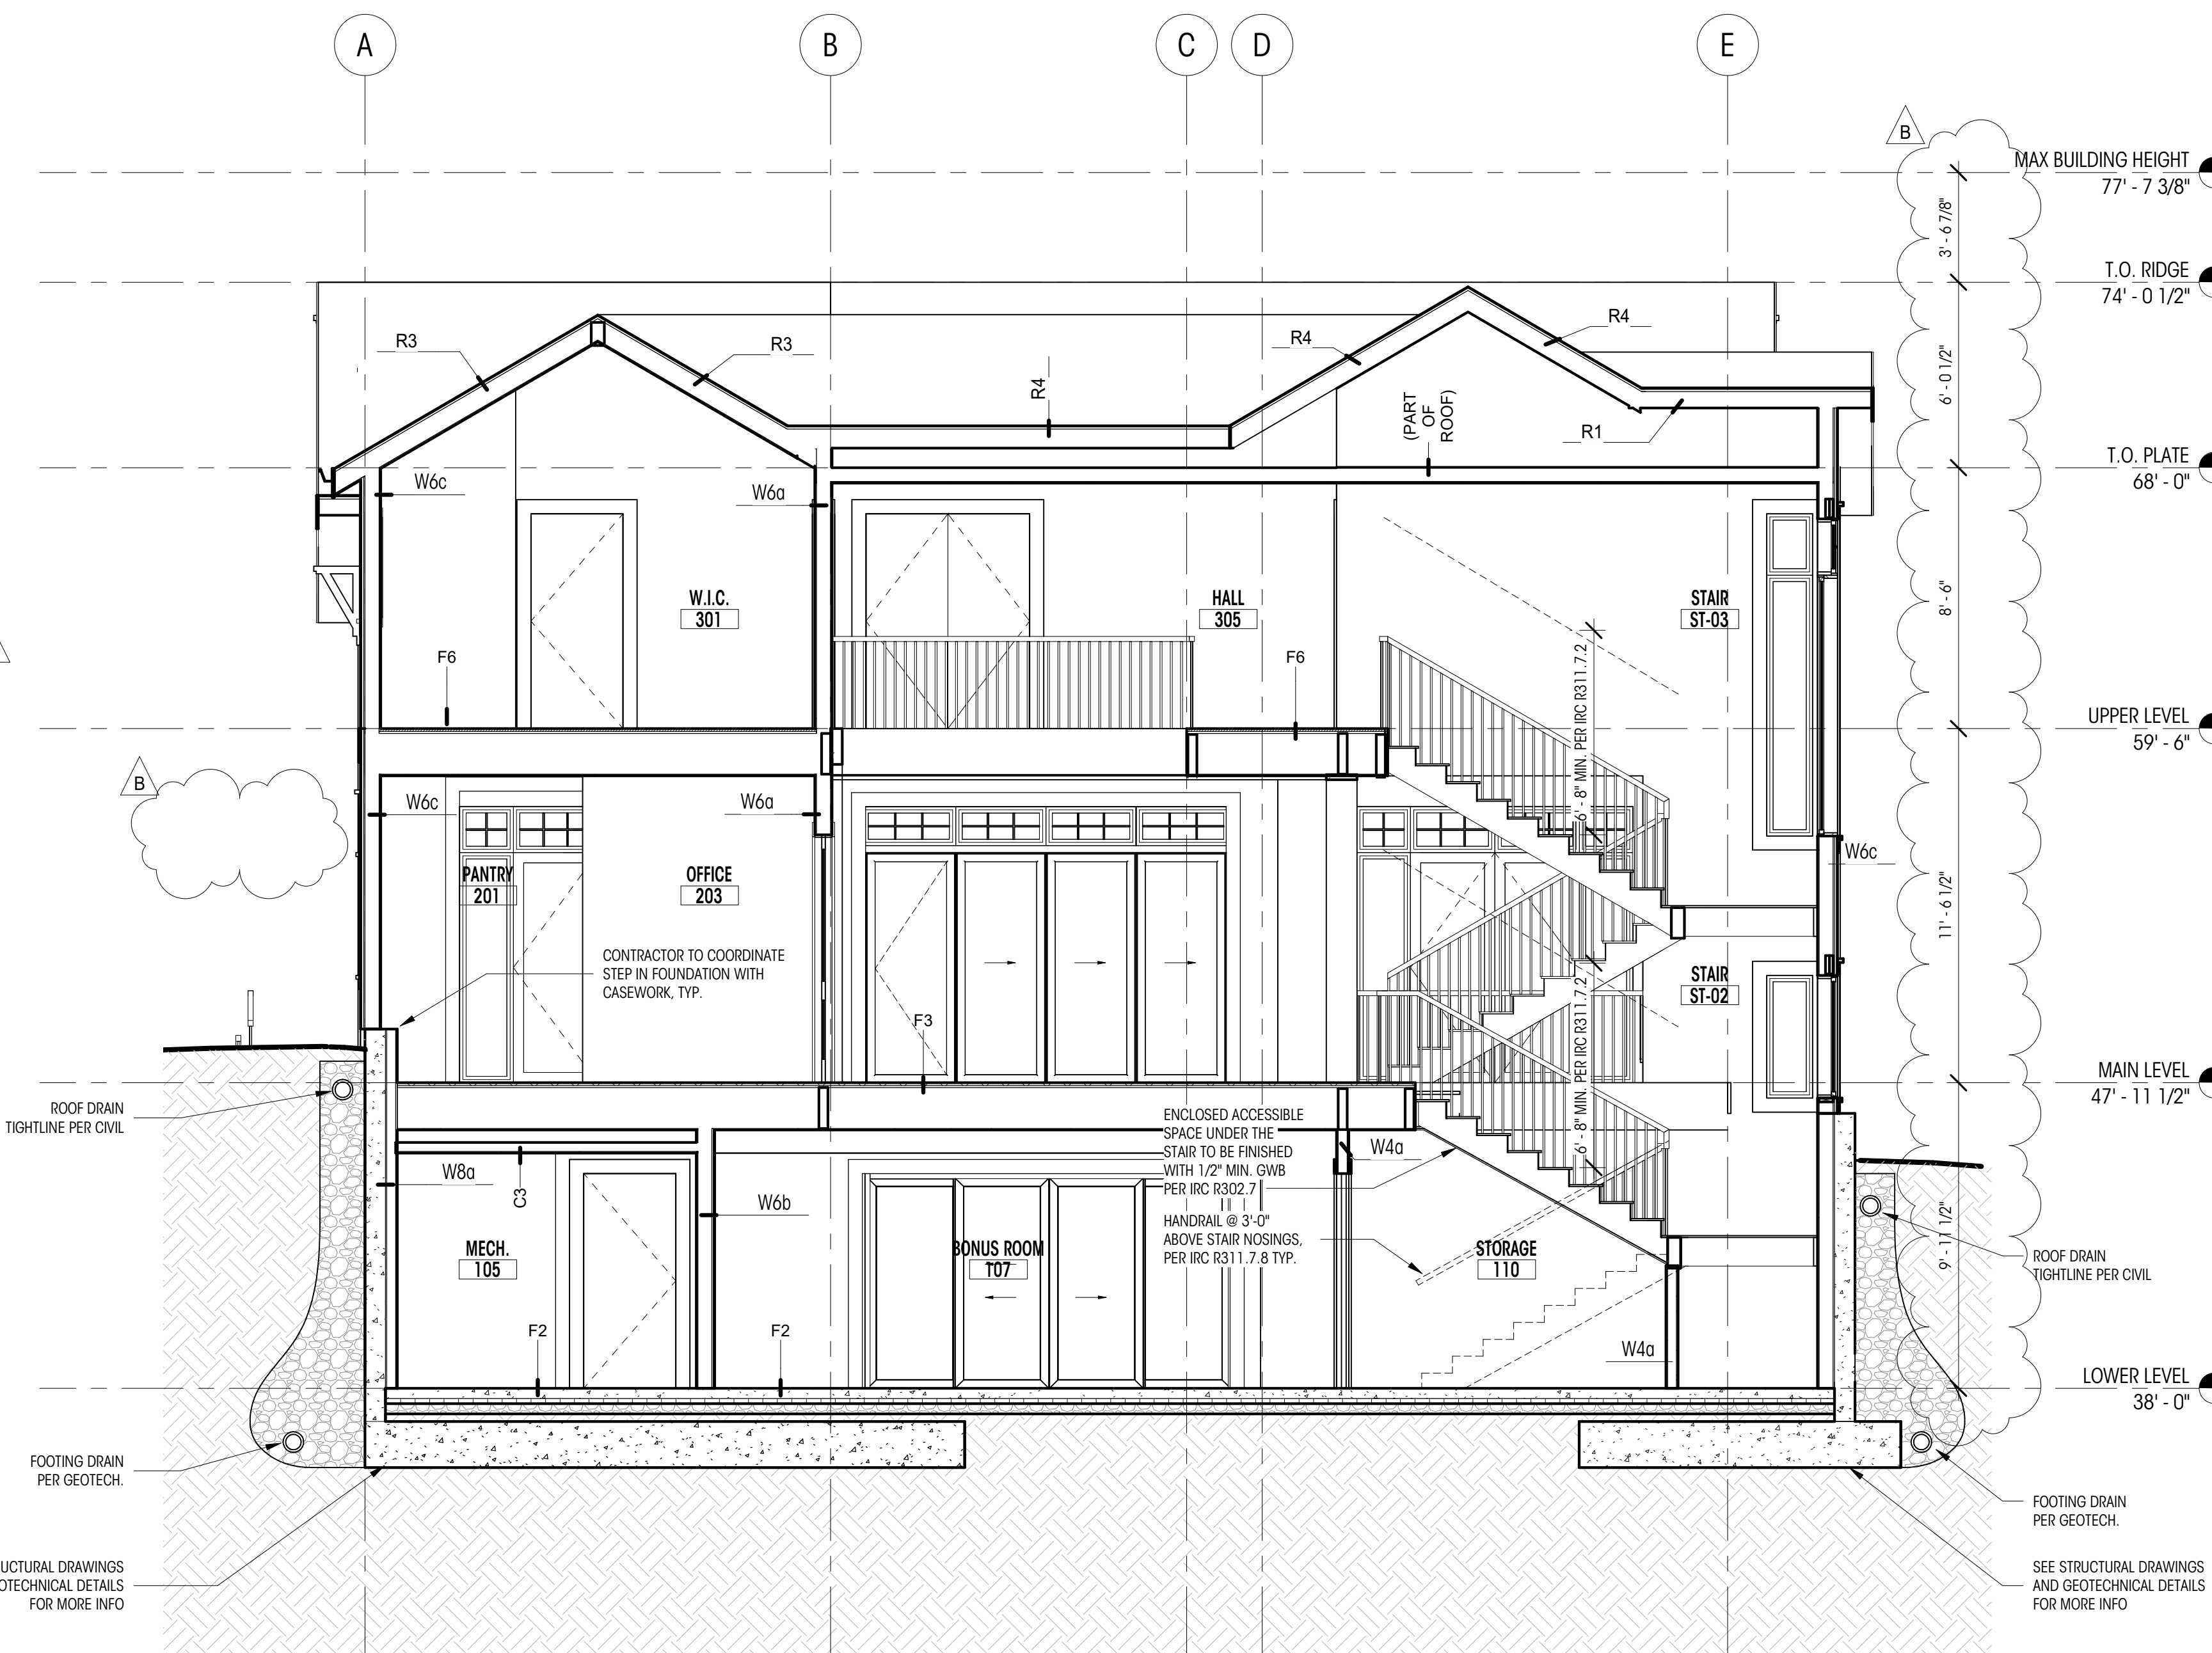 A
B
C
D
E
B
MAX BUILDING HEIGHT
77' - 7 3/8"
3' - 6 7/8"
T.O. RIDGE
74' - 0 1/2"
R3
R3
R4
R4
R4
6' - 0 1/2"
(PART
OF
ROOF)
R1
T.O. PLATE
68' - 0"
W6c
W6a
W.I.C.
301
HALL
305
STAIR
ST-03
8' - 6"
F6
F6
6' - 8" MIN. PER IRC R311.7.2
UPPER LEVEL
59' - 6"
B
W6c
W6a
W6c
PANTRY
201
OFFICE
203
11' - 6 1/2"
CONTRACTOR TO COORDINATE
STEP IN FOUNDATION WITH
CASEWORK, TYP.
STAIR
ST-02
F3
6' - 8" MIN. PER IRC R311.7.2
MAIN LEVEL
47' - 11 1/2"
ROOF DRAIN
TIGHTLINE PER CIVIL
ENCLOSED ACCESSIBLE
SPACE UNDER THE
STAIR TO BE FINISHED
WITH 1/2" MIN. GWB
PER IRC R302.7
W4a
W8a
C3
W6b
HANDRAIL @ 3'-0"
ABOVE STAIR NOSINGS,
PER IRC R311.7.8 TYP.
MECH.
105
BONUS ROOM
107
STORAGE
110
9' - 11 1/2"
ROOF DRAIN
TIGHTLINE PER CIVIL
F2
F2
W4a
LOWER LEVEL
38' - 0"
FOOTING DRAIN
PER GEOTECH.
FOOTING DRAIN
PER GEOTECH.
UCTURAL DRAWINGS
OTECHNICAL DETAILS
FOR MORE INFO
SEE STRUCTURAL DRAWINGS
AND GEOTECHNICAL DETAILS
FOR MORE INFO